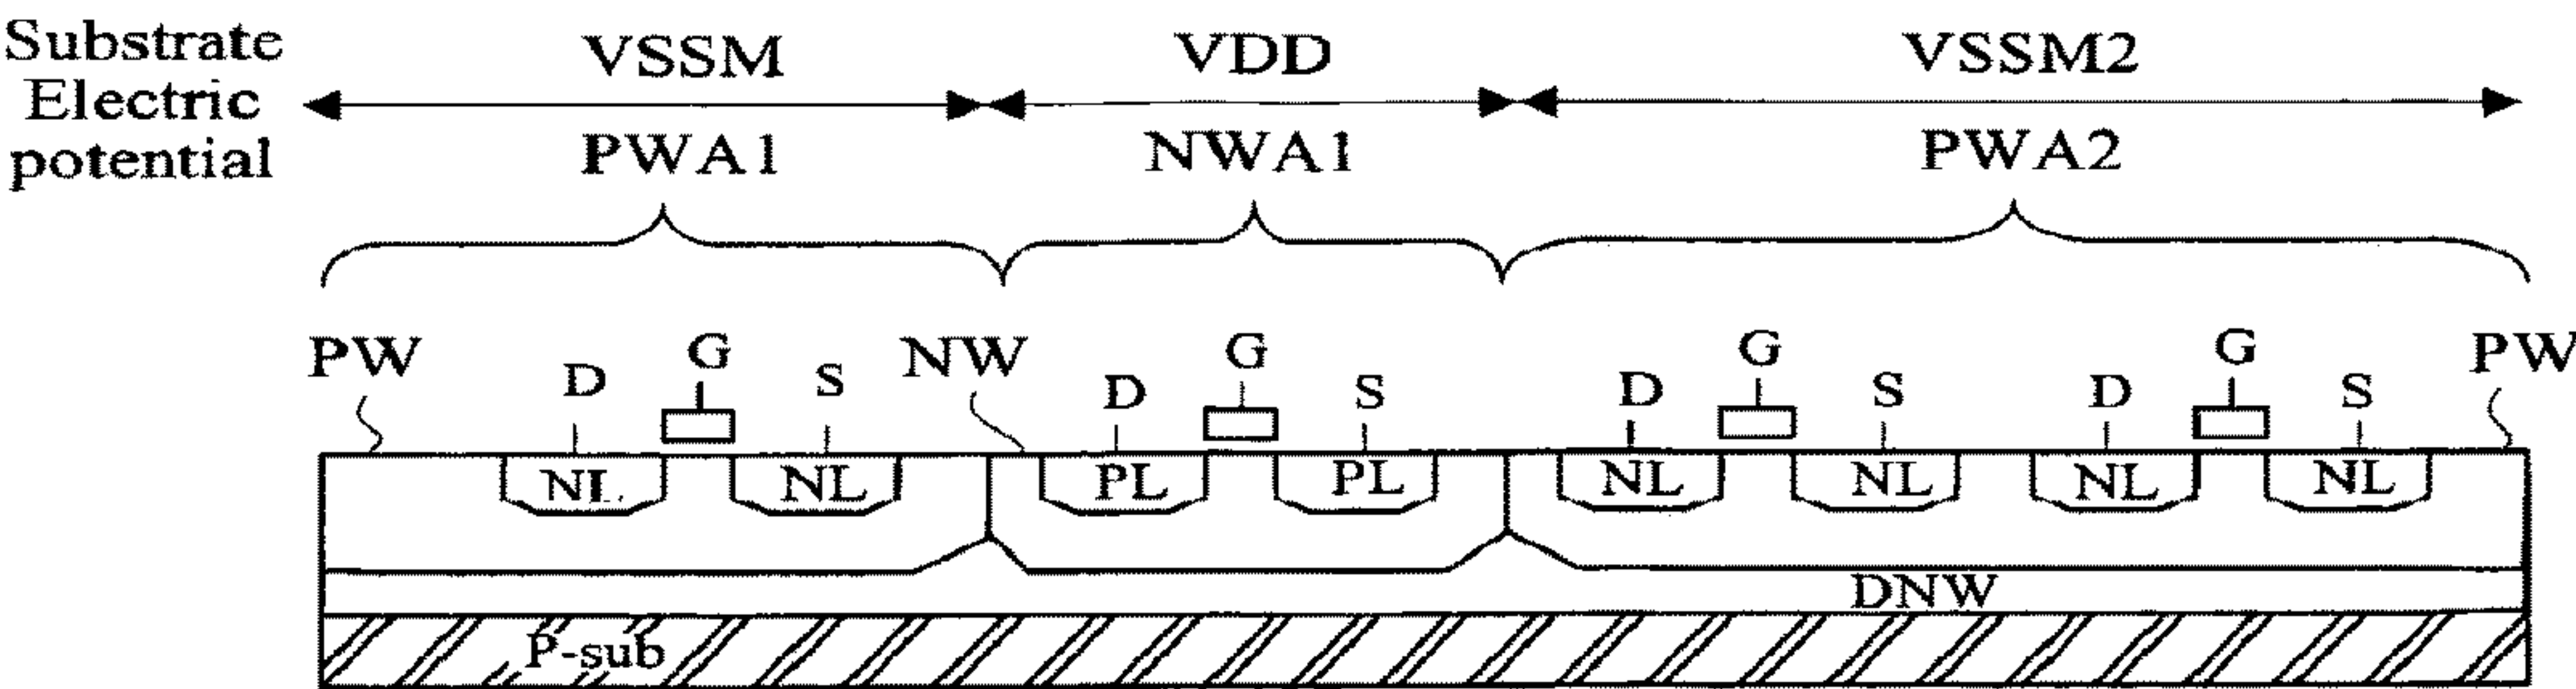 Substrate
Electric
potential
VSSM VDD VSSM2
PWA1 NWA1 PWA2
PW D G S NW D G S D G S D G S PW
NL NL PL PL NL NL NL NL
DNW
P-sub